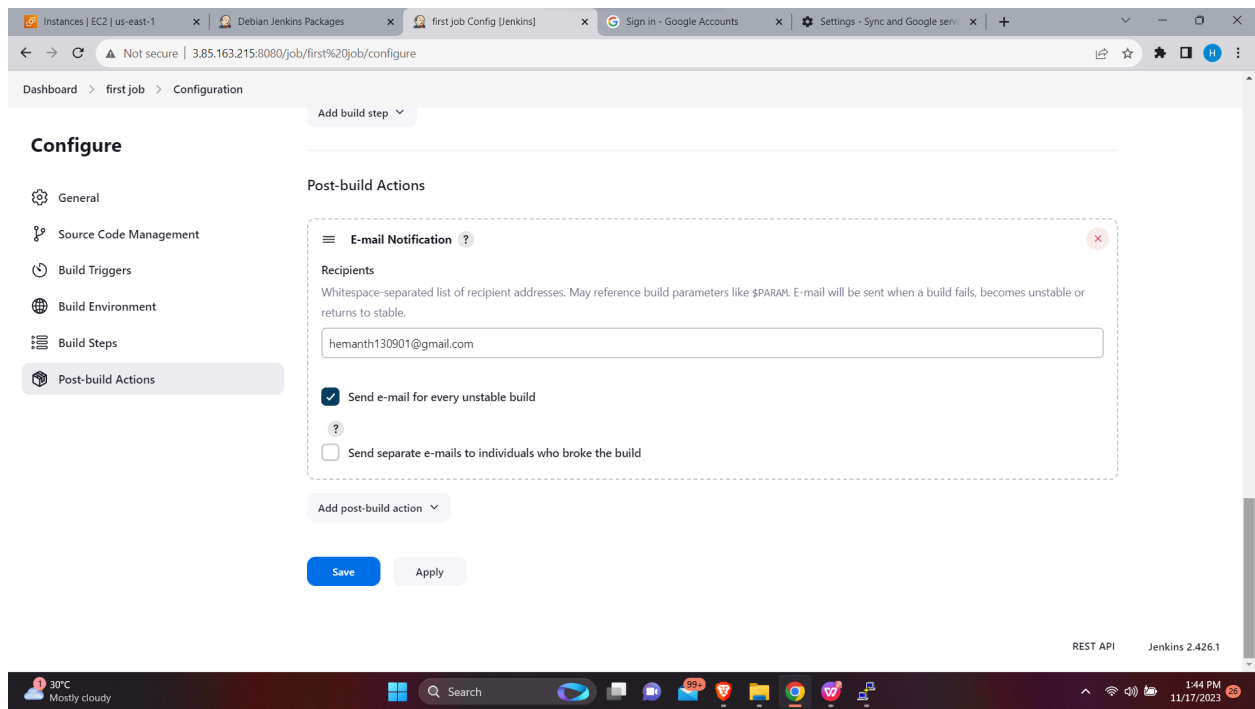 Instances | EC2 | us-east-1
Debian Jenkins Packages
first job Config [Jenkins]
Sign in - Google Accounts
Settings - Sync and Google serv
Not secure | 3.85.163.215:8080/job/first%20job/configure
H
Dashboard > first job > Configuration
Add build step
Configure
General
Source Code Management
Build Triggers
Build Environment
Build Steps
Post-build Actions
Post-build Actions
E-mail Notification ?
Recipients
Whitespace-separated list of recipient addresses. May reference build parameters like $PARAM. E-mail will be sent when a build fails, becomes unstable or
returns to stable.
hemanth130901@gmail.com
Send e-mail for every unstable build
?
Send separate e-mails to individuals who broke the build
Add post-build action
Save
Apply
REST API
Jenkins 2.426.1
1
30°C
Mostly cloudy
Search
99+
1:44 PM
11/17/2023
26